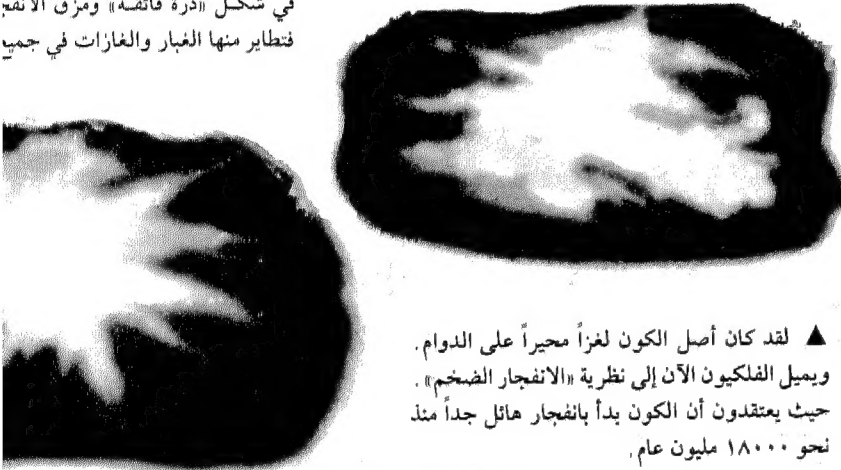 في شكل «ذرة فائقة» ومزق الانفج
فتطاير منها الغبار والغازات في جميع
▲ لقد كان أصل الكون لغزاً محيراً على الدوام.
ويميل الفلكيون الآن إلى نظرية «الانفجار الضخم».
حيث يعتقدون أن الكون بدأ بانفجار هائل جداً منذ
نحو ١٨٠٠٠ مليون عام.